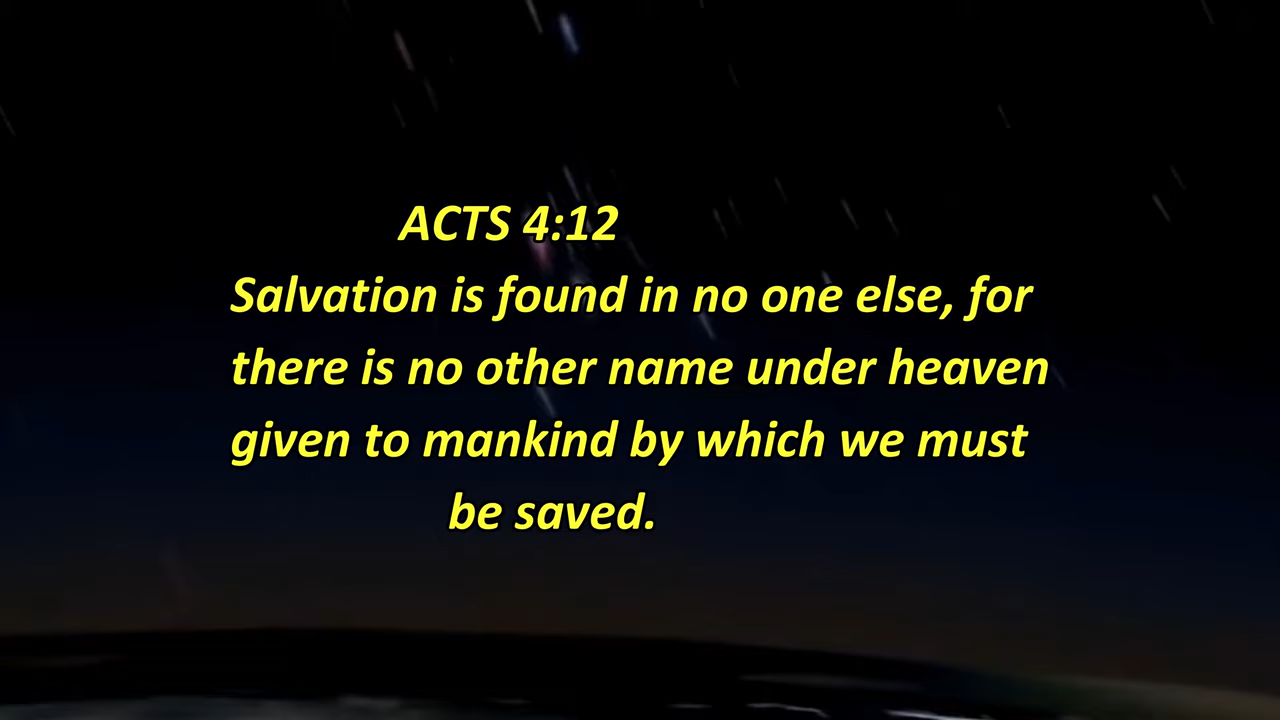 ACTS 4:12
Salvation is found in no one else, for
there is no other name under heaven
given to mankind by which we must
be saved.